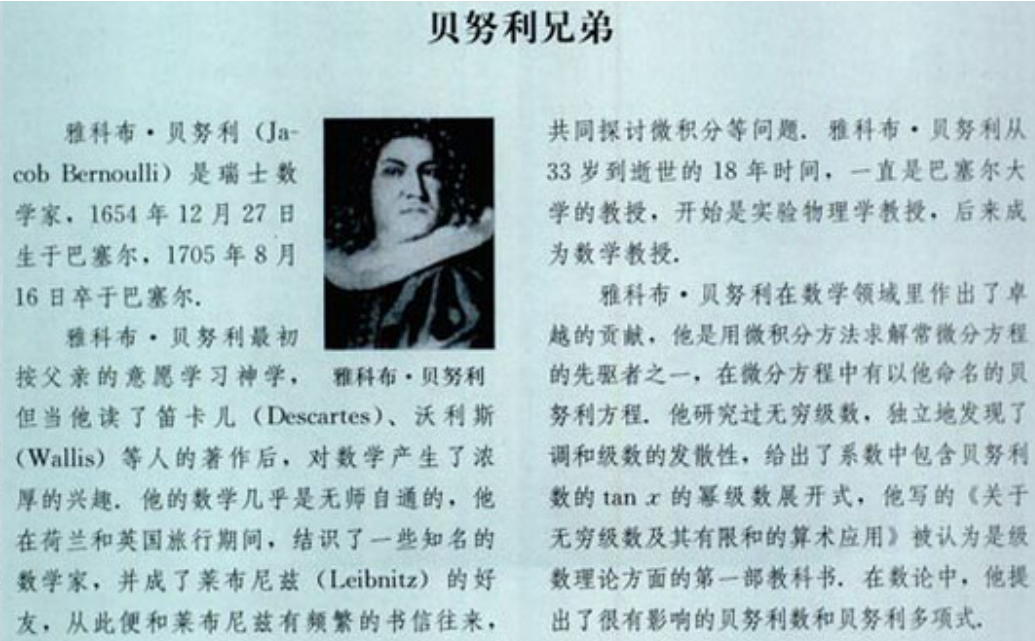 贝努利兄弟
雅科布·贝努利（Ja-
cob Bernoulli）是瑞士数
学家，1654 年 12 月 27 日
生于巴塞尔，1705 年 8 月
16 日卒于巴塞尔．
雅科布·贝努利最初
按父亲的意愿学习神学，
但当他读了笛卡儿（Descartes）、沃利斯
（Wallis）等人的著作后，对数学产生了浓
厚的兴趣．他的数学几乎是无师自通的，他
在荷兰和英国旅行期间，结识了一些知名的
数学家，并成了莱布尼兹（Leibnitz）的好
友，从此便和莱布尼兹有频繁的书信往来，
雅科布·贝努利
共同探讨微积分等问题．雅科布·贝努利从
33 岁到逝世的 18 年时间，一直是巴塞尔大
学的教授，开始是实验物理学教授，后来成
为数学教授．
雅科布·贝努利在数学领域里作出了卓
越的贡献，他是用微积分方法求解常微分方程
的先驱者之一，在微分方程中有以他命名的贝
努利方程．他研究过无穷级数，独立地发现了
调和级数的发散性，给出了系数中包含贝努利
数的 tan x 的幂级数展开式，他写的《关于
无穷级数及其有限和的算术应用》被认为是级
数理论方面的第一部教科书．在数论中，他提
出了很有影响的贝努利数和贝努利多项式．